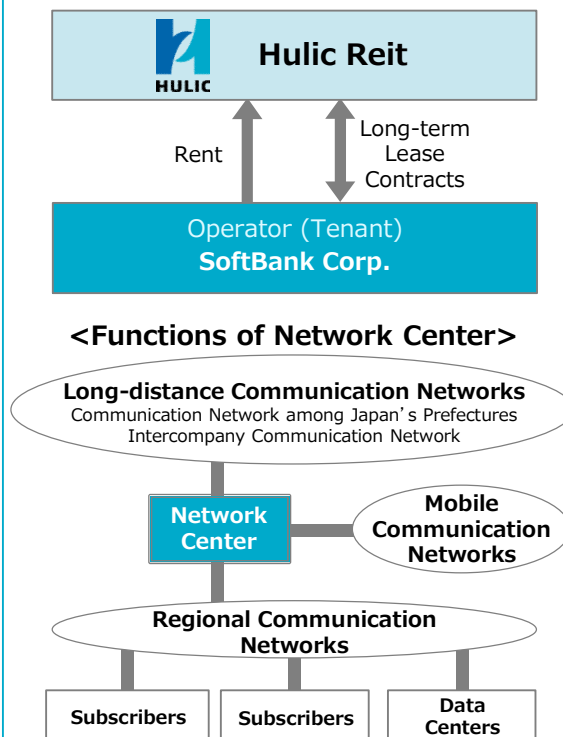 HULIC
Hulic Reit
Rent
Long-term
Lease
Contracts
Operator (Tenant)
SoftBank Corp.
<Functions of Network Center>
Long-distance Communication Networks
Communication Network among Japan's Prefectures
Intercompany Communication Network
Network
Center
Mobile
Communication
Networks
Regional Communication
Networks
Subscribers
Subscribers
Data
Centers